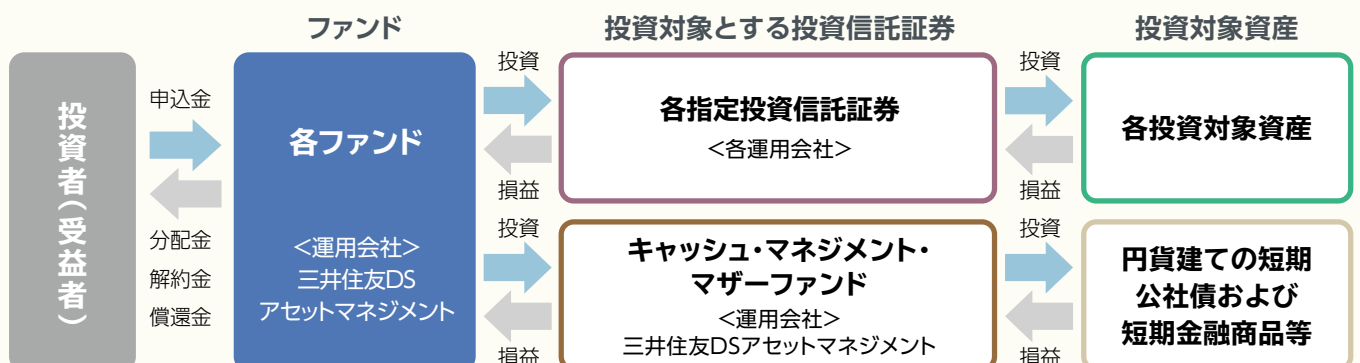 ファンド
投資対象とする投資信託証券
投資対象資産
投資者(受益者)
申込金
分配金
解約金
償還金
各ファンド
<運用会社>
三井住友DS
アセットマネジメント
投資
損益
各指定投資信託証券
<各運用会社>
投資
損益
各投資対象資産
投資
損益
キャッシュ・マネジメント・
マザーファンド
<運用会社>
三井住友DSアセットマネジメント
投資
損益
円貨建ての短期
公社債および
短期金融商品等